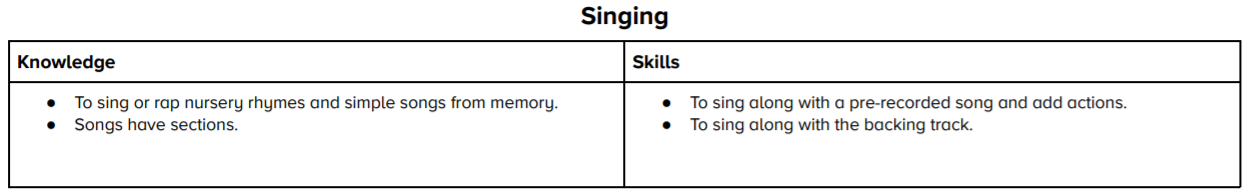 Singing
Knowledge
Skills
● To sing or rap nursery rhymes and simple songs from memory.
● Songs have sections.
● To sing along with a pre-recorded song and add actions.
● To sing along with the backing track.